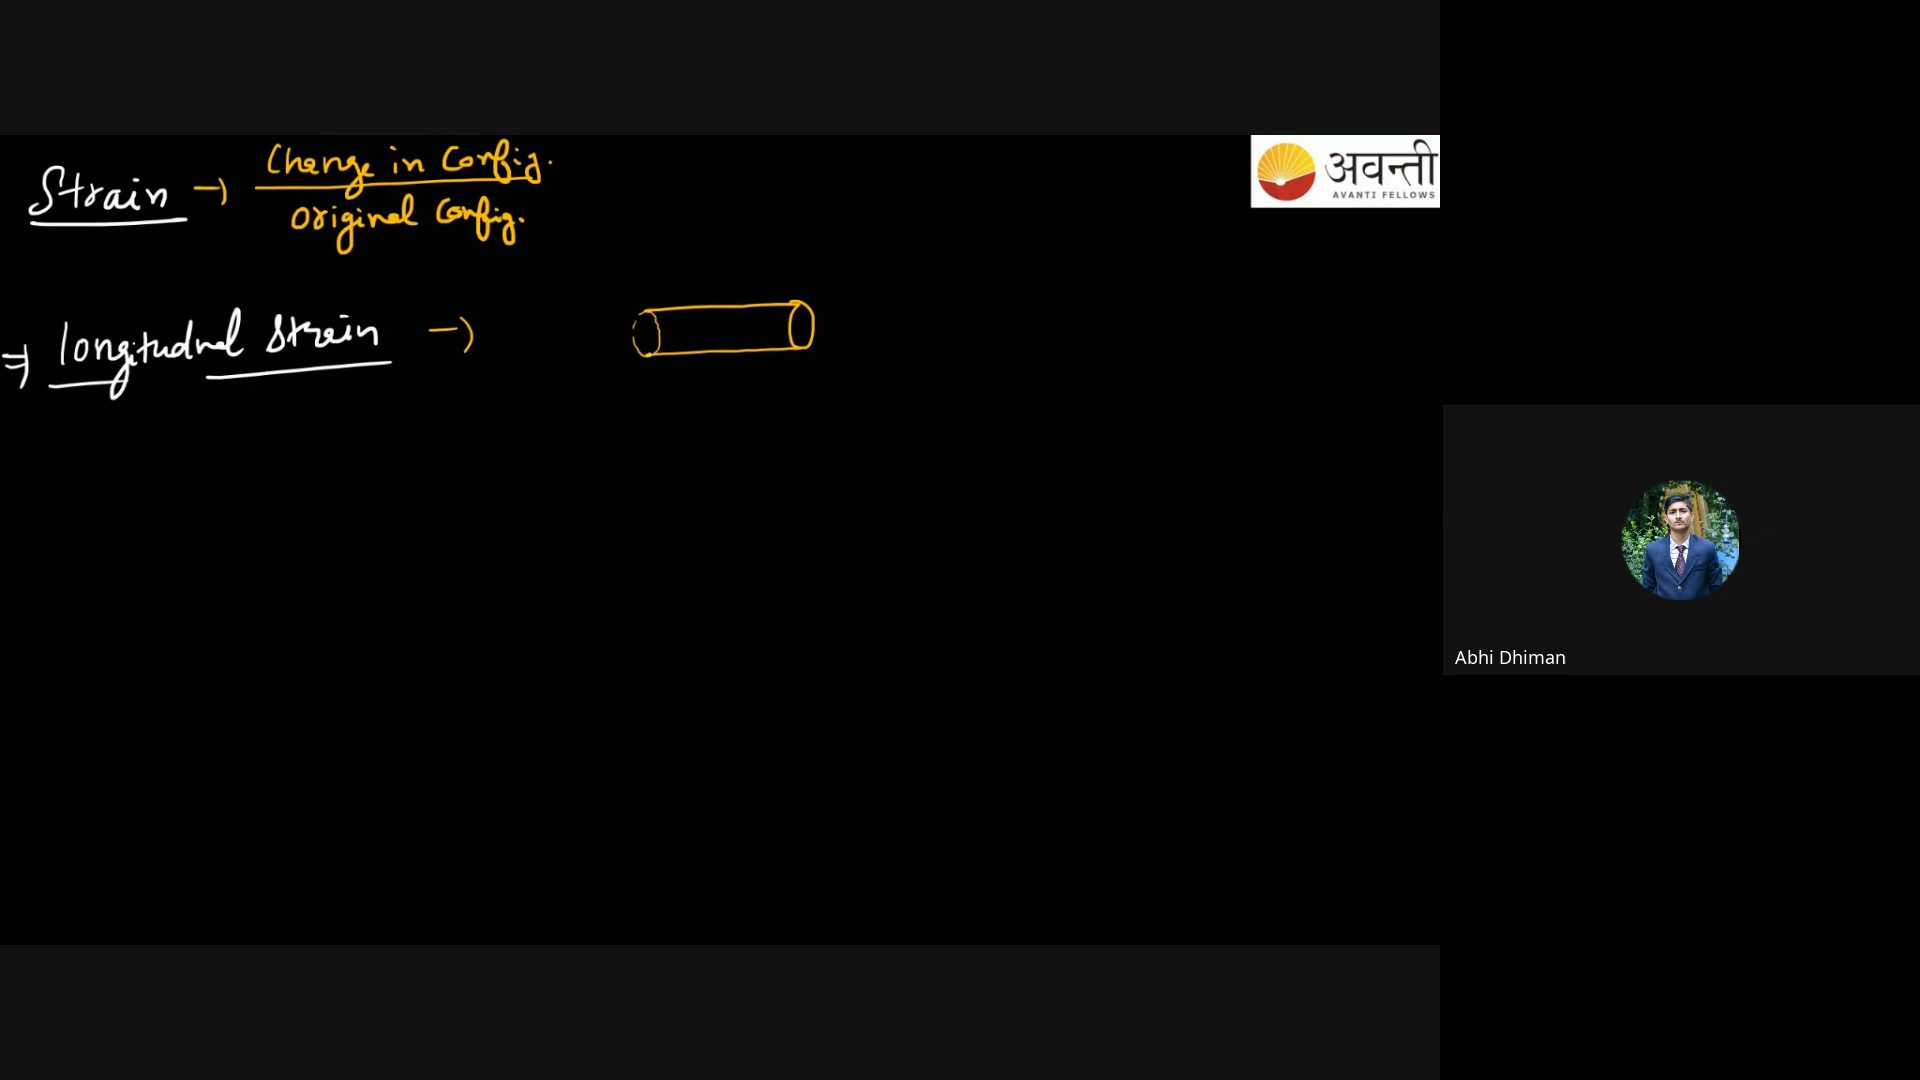 Strain → Change in Config.
Original Config.
⇒ longitudnal Strain →
अवन्ती
AVANTI FELLOWS
Abhi Dhiman